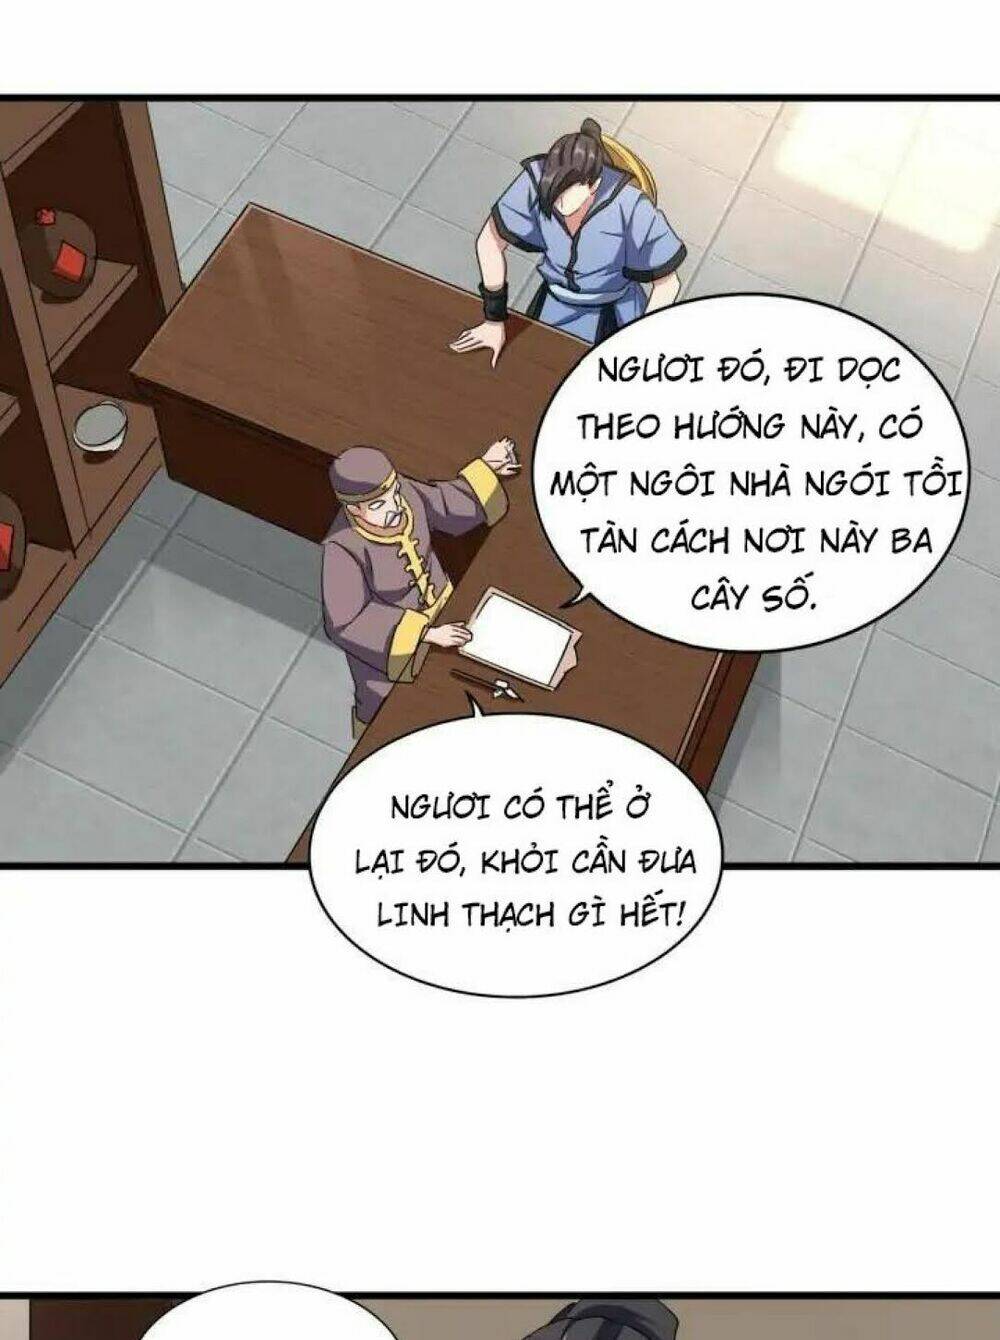 NGƯƠI ĐÓ, ĐI DỌC
THEO HƯỚNG NÀY, CÓ
MỘT NGÔI NHÀ NGÓI TỒI
TÀN CÁCH NƠI NÀY BA
CÂY SỐ.
NGƯƠI CÓ THỂ Ở
LẠI ĐÓ, KHỎI CẦN ĐƯA
LINH THẠCH GÌ HẾT!